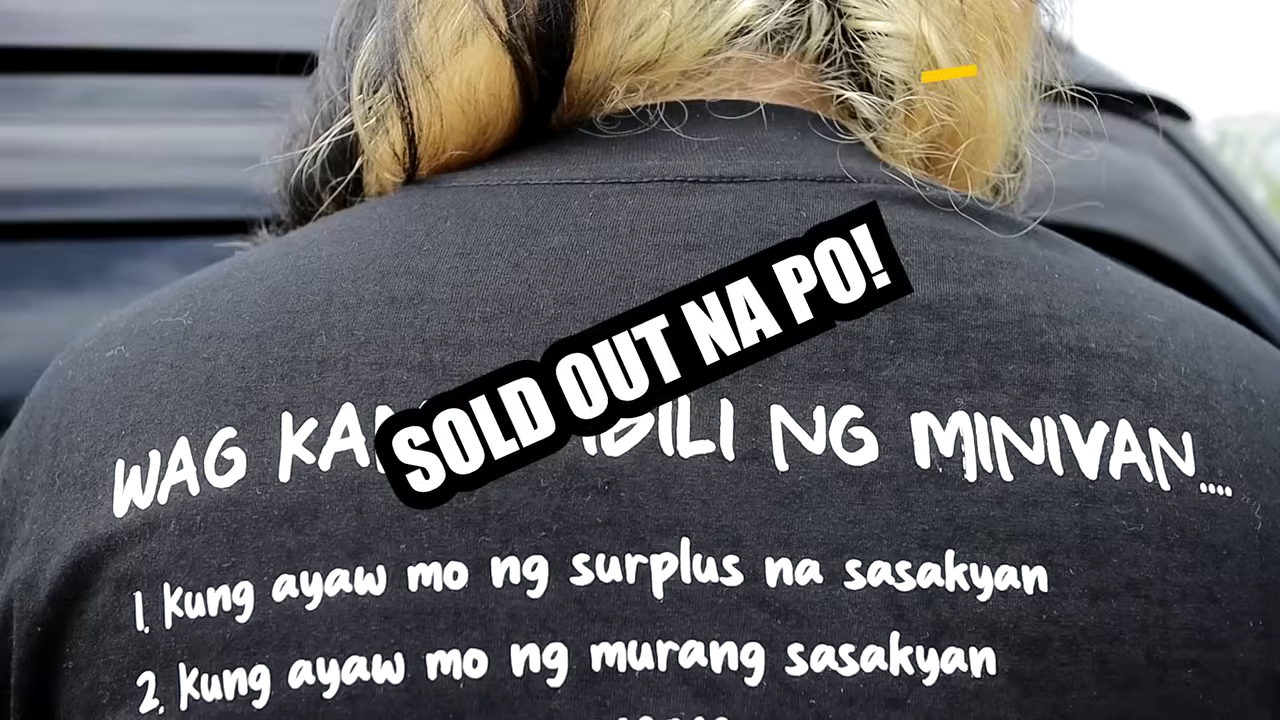 SOLD OUT NA PO!
WAG KA NG MINIVAN....
1. Kung ayaw mo ng surplus na sasakyan
2. Kung ayaw mo ng murang sasakyan